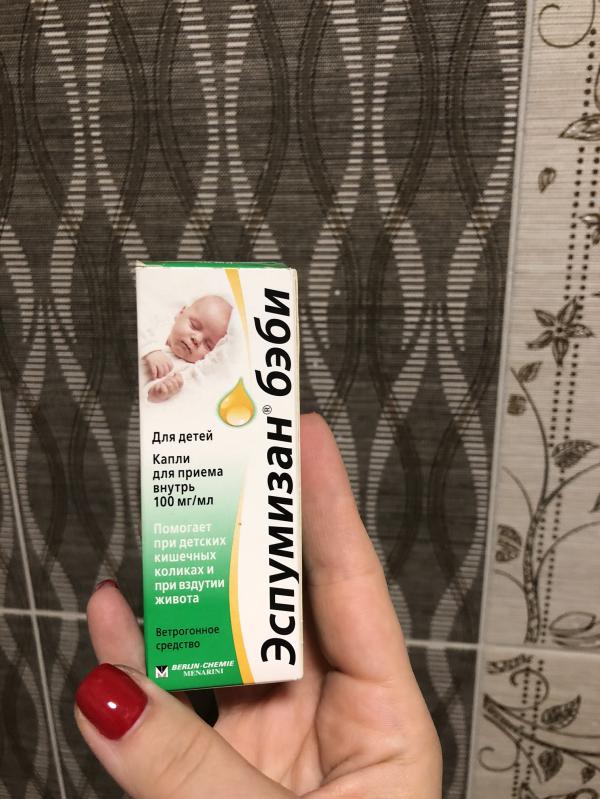 Эспумизан® бэби
Для детей
Капли
для приема
внутрь
100 мг/мл
Помогает
при детских
кишечных
коликах и
при вздутии
живота
Ветрогонное
средство
BERLIN-CHEMIE
MENARINI